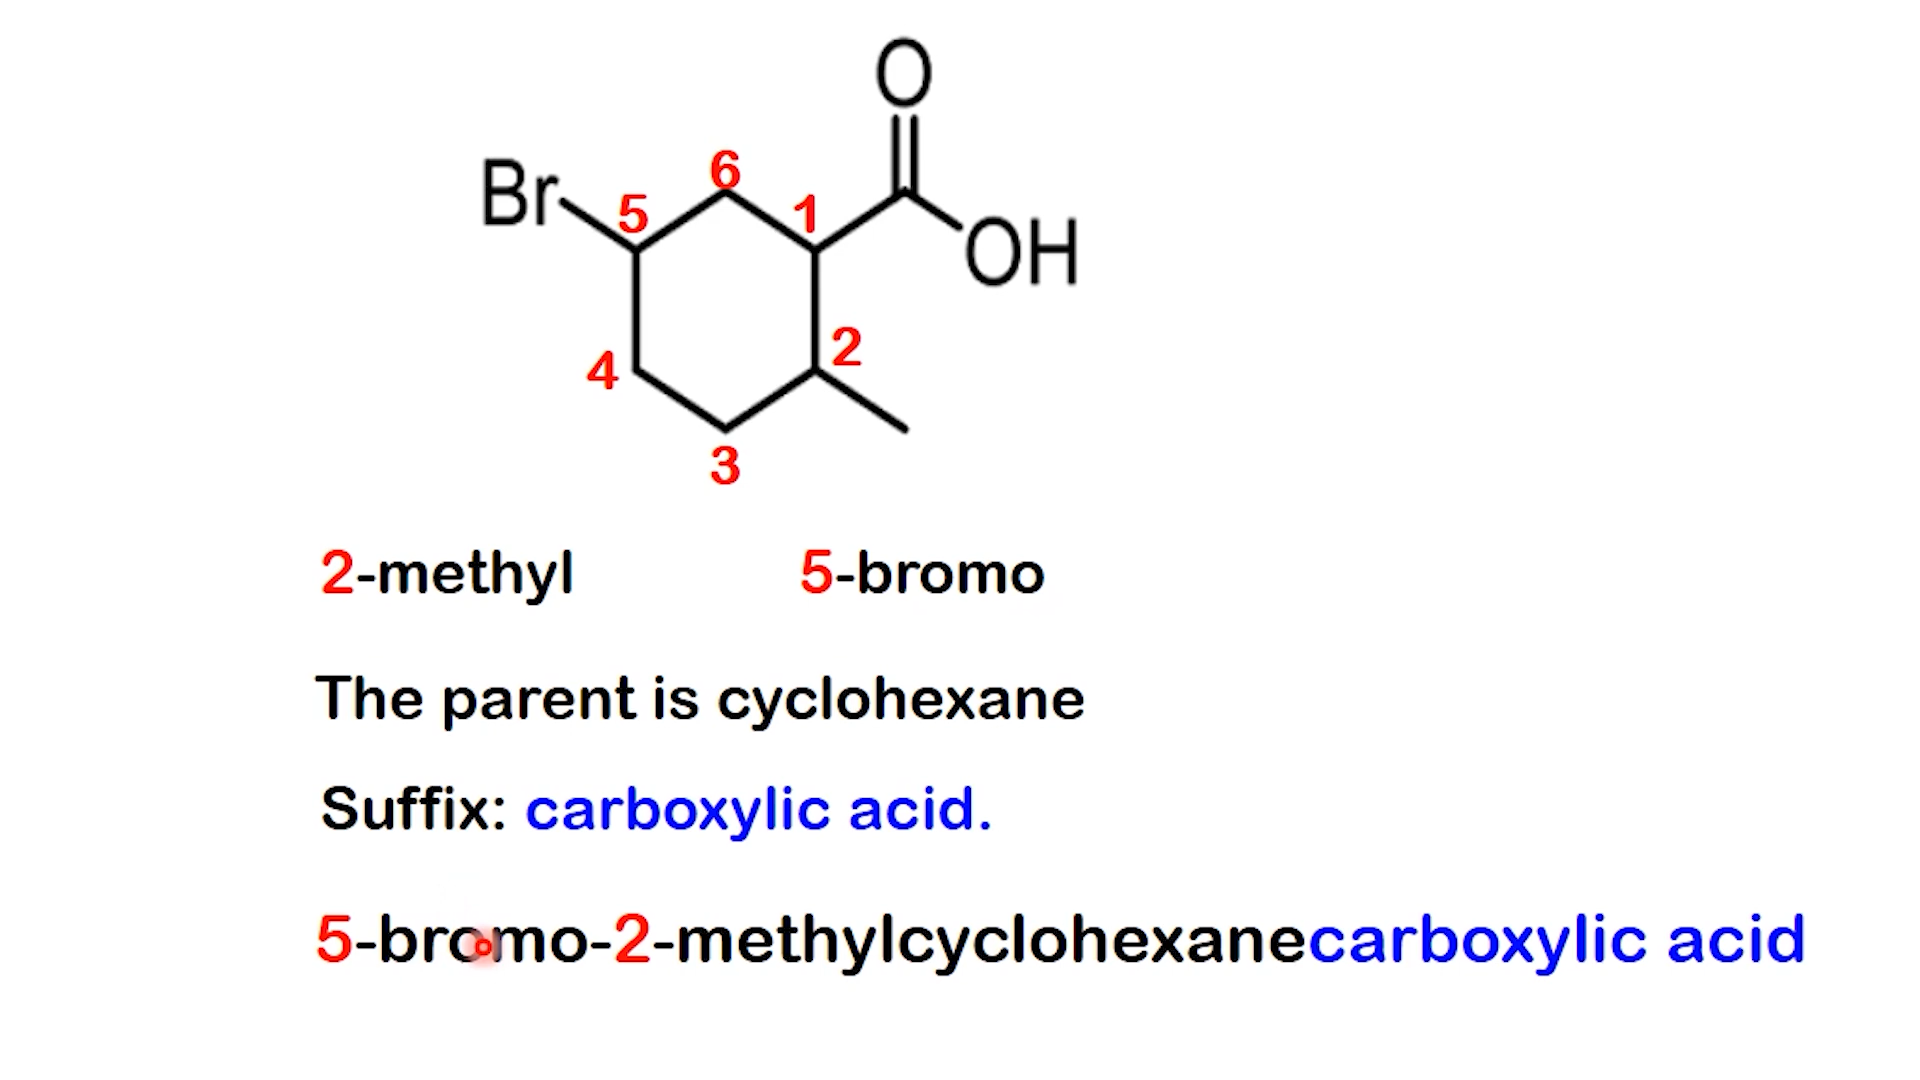 O
Br
6
5
1
OH
2
4
3
2-methyl 5-bromo
The parent is cyclohexane
Suffix: carboxylic acid.
5-bromo-2-methylcyclohexanecarboxylic acid